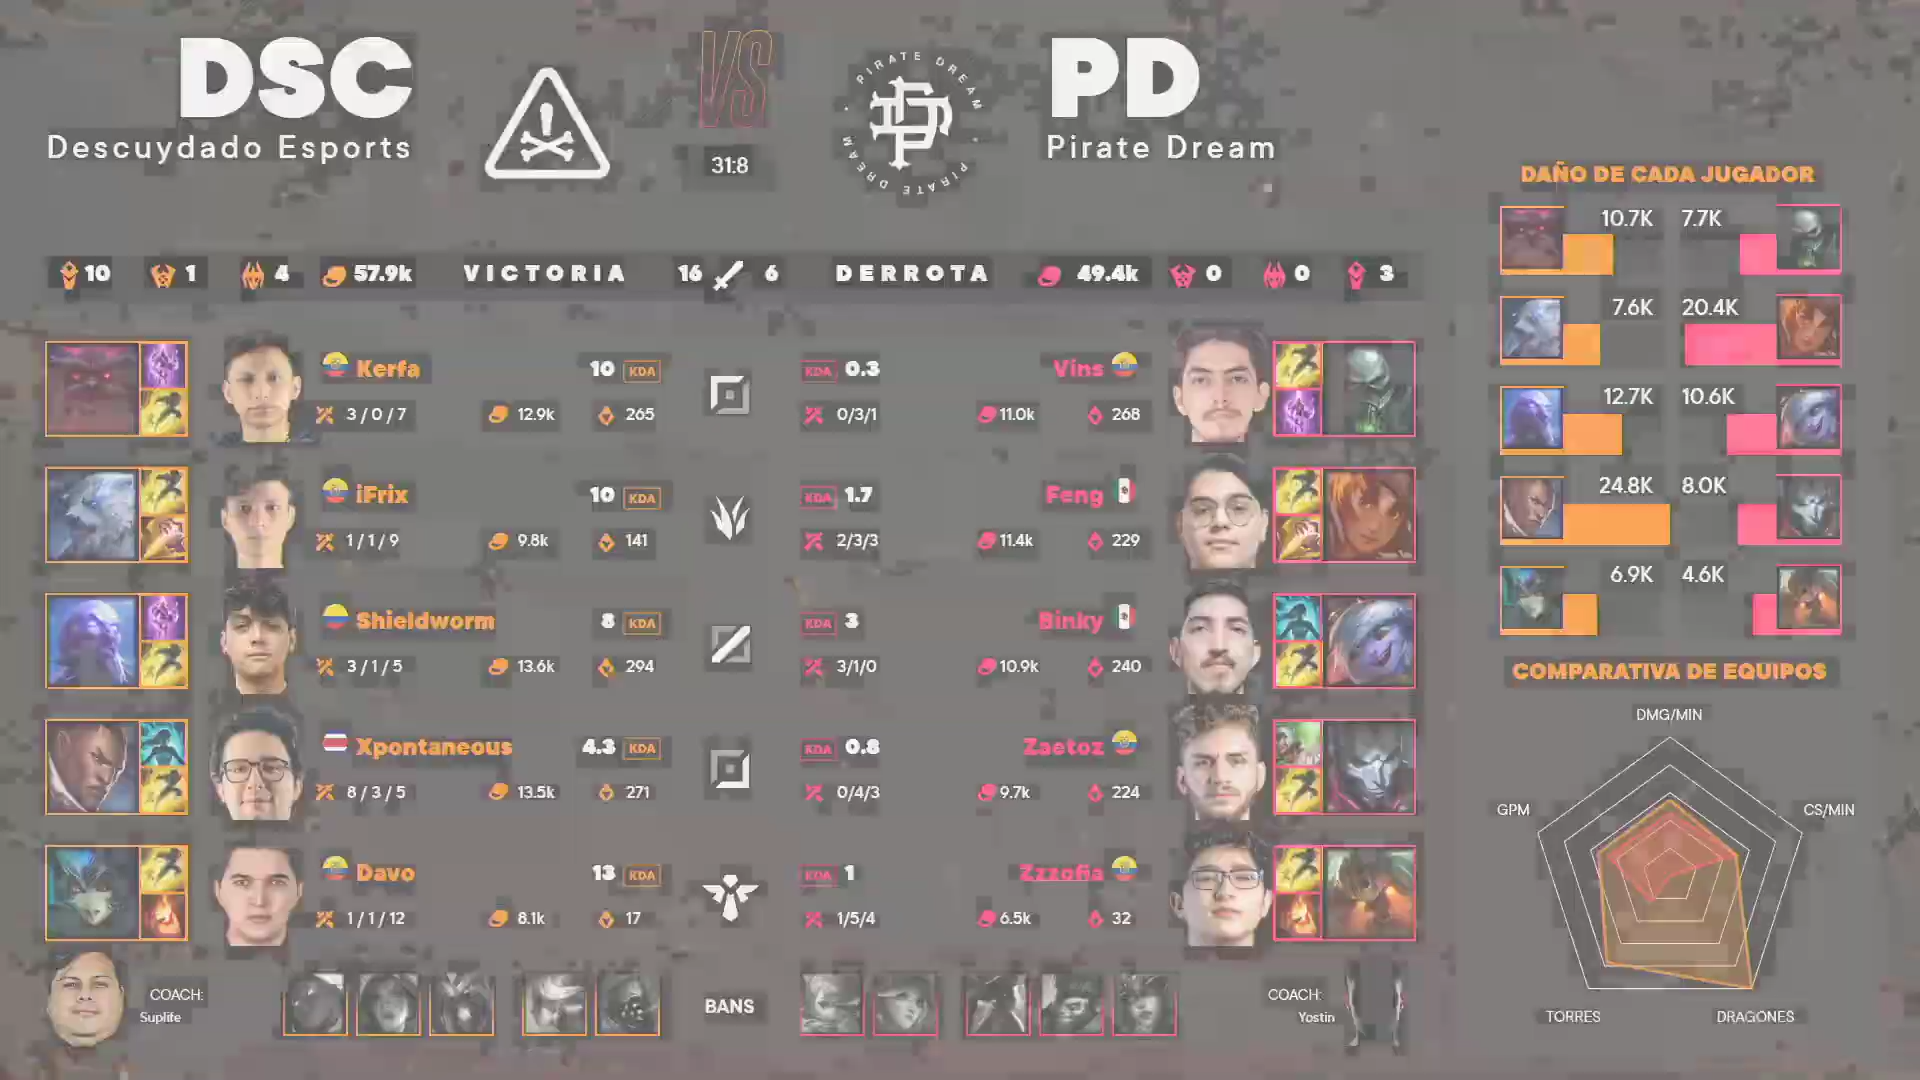 DSC
Descuydado Esports
VS
31:8
PIRATE DREAM · PIRATE DREAM ·
PD
Pirate Dream
10 1 4 57.9k VICTORIA 16 6 DERROTA 49.4k 0 0 3
Kerfa 10 KDA
3 / 0 / 7 12.9k 265
KDA 0.3 Vins
0/3/1 11.0k 268
iFrix 10 KDA
1 / 1 / 9 9.8k 141
KDA 1.7 Feng
2/3/3 11.4k 229
Shieldworm 8 KDA
3 / 1 / 5 13.6k 294
KDA 3 Binky
3/1/0 10.9k 240
Xpontaneous 4.3 KDA
8 / 3 / 5 13.5k 271
KDA 0.8 Zaetoz
0/4/3 9.7k 224
Davo 13 KDA
1 / 1 / 12 8.1k 17
KDA 1 Zzzofia
1/5/4 6.5k 32
COACH:
Suplife
BANS
COACH:
Yostin
DAÑO DE CADA JUGADOR
10.7K 7.7K
7.6K 20.4K
12.7K 10.6K
24.8K 8.0K
6.9K 4.6K
COMPARATIVA DE EQUIPOS
DMG/MIN
GPM CS/MIN
TORRES DRAGONES